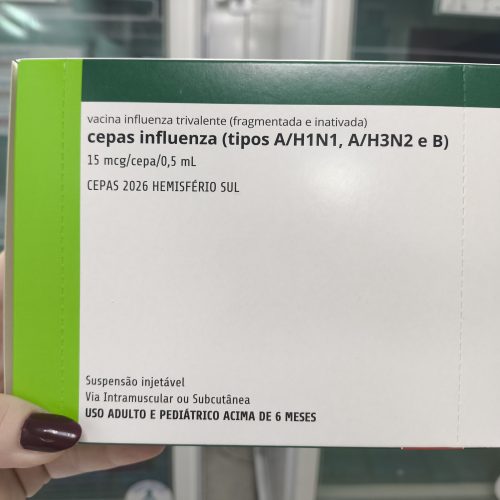 vacina influenza trivalente (fragmentada e inativada)
cepas influenza (tipos A/H1N1, A/H3N2 e B)
15 mcg/cepa/0,5 mL
CEPAS 2026 HEMISFÉRIO SUL
Suspensão injetável
Via Intramuscular ou Subcutânea
USO ADULTO E PEDIÁTRICO ACIMA DE 6 MESES